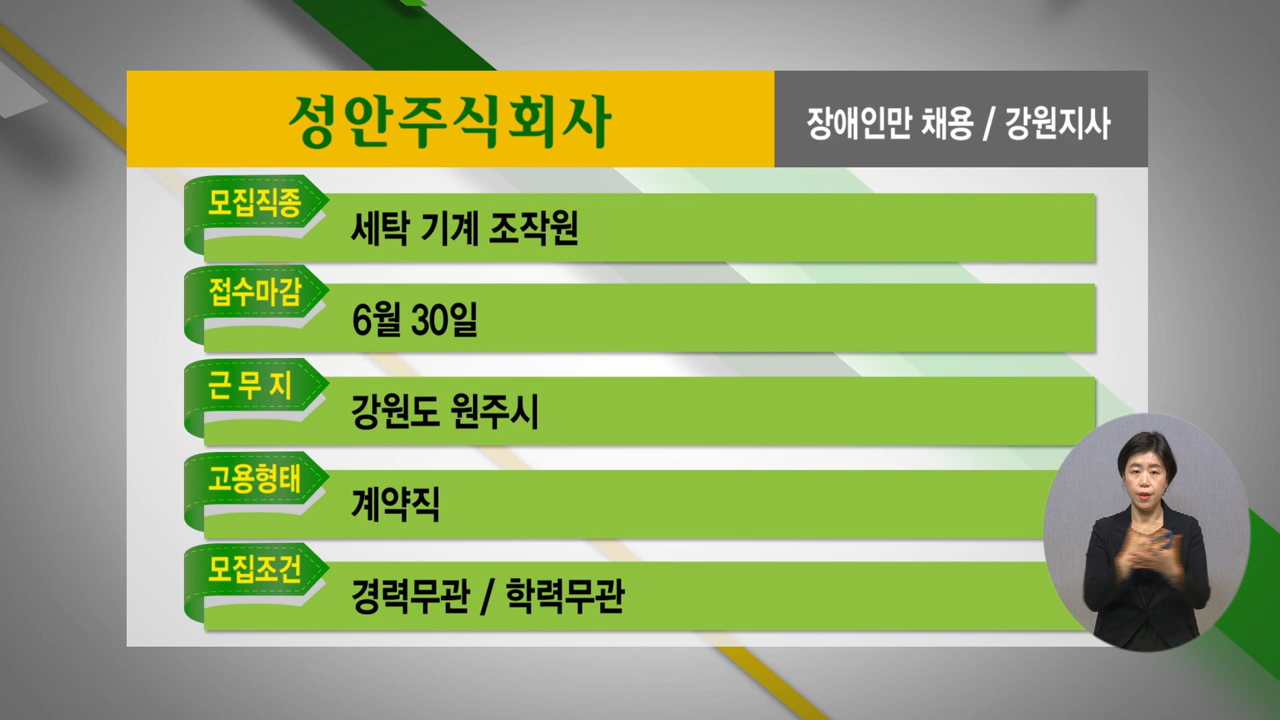 성안주식회사
장애인만 채용 / 강원지사
모집직종
세탁 기계 조작원
접수마감
6월 30일
근 무 지
강원도 원주시
고용형태
계약직
모집조건
경력무관 / 학력무관